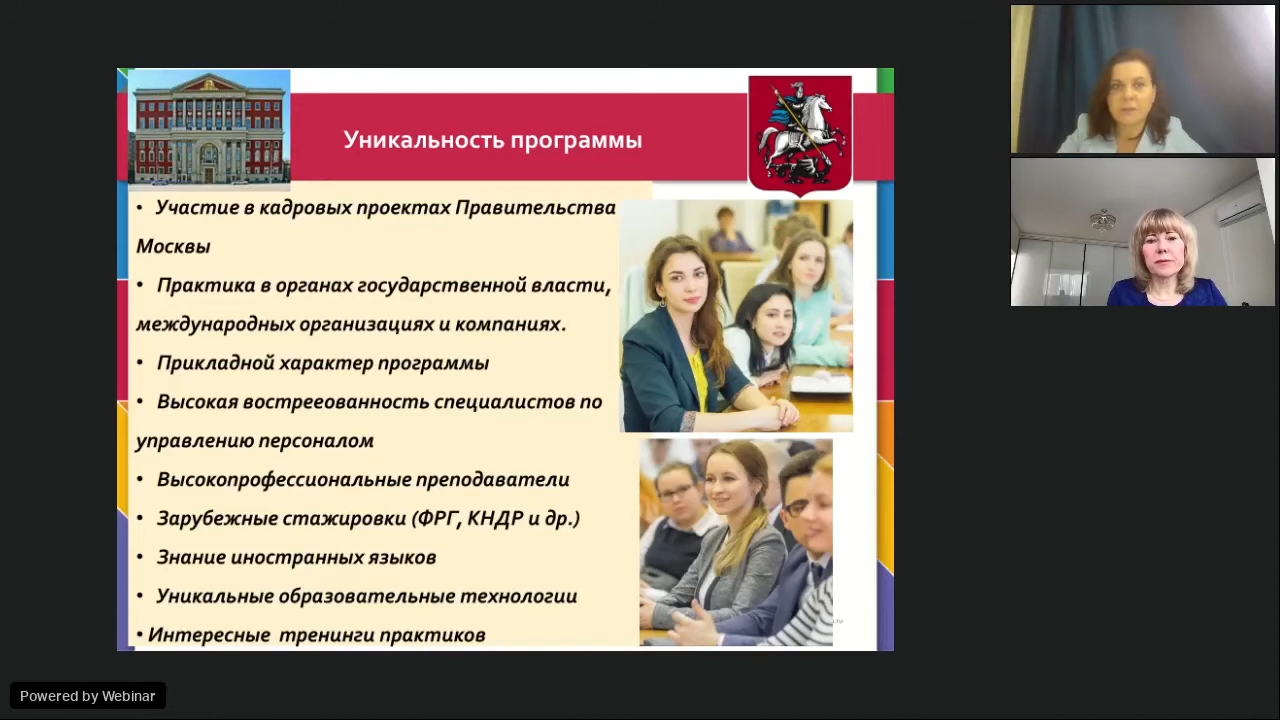 Уникальность программы
• Участие в кадровых проектах Правительства
Москвы
• Практика в органах государственной власти,
международных организациях и компаниях.
• Прикладной характер программы
• Высокая вострееованность специалистов по
управлению персоналом
• Высокопрофессиональные преподаватели
• Зарубежные стажировки (ФРГ, КНДР и др.)
• Знание иностранных языков
• Уникальные образовательные технологии
• Интересные тренинги практиков
Powered by Webinar